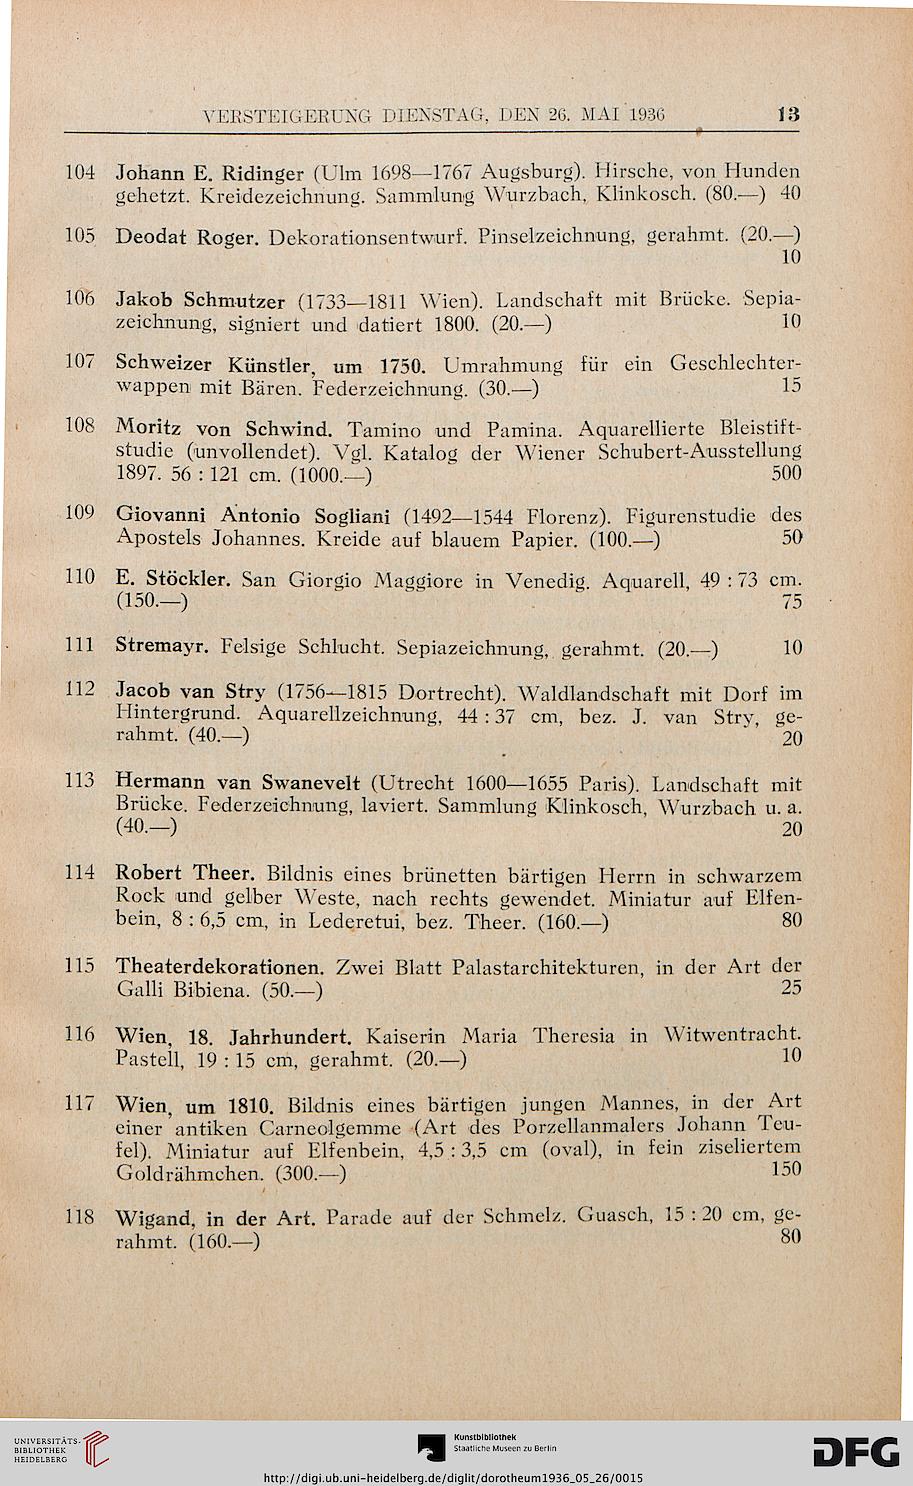 VERSTEIGERUNG DIENSTAG, DEN 26. MAI 1936 13
104 Johann E. Ridinger (Ulm 1698—1767 Augsburg). Hirsche, von Hunden
gehetzt. Kreidezeichnung. Sammlung Wurzbach, Klinkosch. (80.—) 40
105 Deodat Roger. Dekorationsentwurf. Pinselzeichnung, gerahmt. (20.—)
10
106 Jakob Schmutzer (1733—1811 Wien). Landschaft mit Brücke. Sepia-
zeichnung, signiert und datiert 1800. (20.—) 10
107 Schweizer Künstler, um 1750. Umrahmung für ein Geschlechter-
wappen mit Bären. Federzeichnung. (30.—) 15
108 Moritz von Schwind. Tamino und Pamina. Aquarellierte Bleistift-
studie (unvollendet). Vgl. Katalog der Wiener Schubert-Ausstellung
1897. 56 : 121 cm. (1000.—) 500
109 Giovanni Antonio Sogliani (1492—1544 Florenz). Figurenstudie des
Apostels Johannes. Kreide auf blauem Papier. (100.—) 50
110 E. Stöckler. San Giorgio Maggiore in Venedig. Aquarell, 49 : 73 cm.
(150.—) 75
111 Stremayr. Felsige Schlucht. Sepiazeichnung, gerahmt. (20.—) 10
112 Jacob van Stry (1756—1815 Dortrecht). Waldlandschaft mit Dorf im
Hintergrund. Aquarellzeichnung, 44 : 37 cm, bez. J. van Stry, ge-
rahmt. (40.—) 20
113 Hermann van Swanevelt (Utrecht 1600—1655 Paris). Landschaft mit
Brücke. Federzeichnung, laviert. Sammlung Klinkosch, Wurzbach u. a.
(40.—) 20
114 Robert Theer. Bildnis eines brünetten bärtigen Herrn in schwarzem
Rock und gelber Weste, nach rechts gewendet. Miniatur auf Elfen-
bein, 8 : 6,5 cm, in Lederetui, bez. Theer. (160.—) 80
115 Theaterdekorationen. Zwei Blatt Palastarchitekturen, in der Art der
Galli Bibiena. (50.—) 25
116 Wien, 18. Jahrhundert. Kaiserin Maria Theresia in Witwentracht.
Pastell, 19 : 15 cm, gerahmt. (20.—) 10
117 Wien, um 1810. Bildnis eines bärtigen jungen Mannes, in der Art
einer antiken Carneolgemme (Art des Porzellanmalers Johann Teu-
fel). Miniatur auf Elfenbein, 4,5 : 3,5 cm (oval), in fein ziseliertem
Goldrähmchen. (300.—) 150
118 Wigand, in der Art. Parade auf der Schmelz. Guasch, 15 : 20 cm, ge-
rahmt. (160.—) 80
UNIVERSITÄTS-
BIBLIOTHEK
HEIDELBERG
Kunstbibliothek
Staatliche Museen zu Berlin
DFG
http://digi.ub.uni-heidelberg.de/diglit/dorotheum1936_05_26/0015